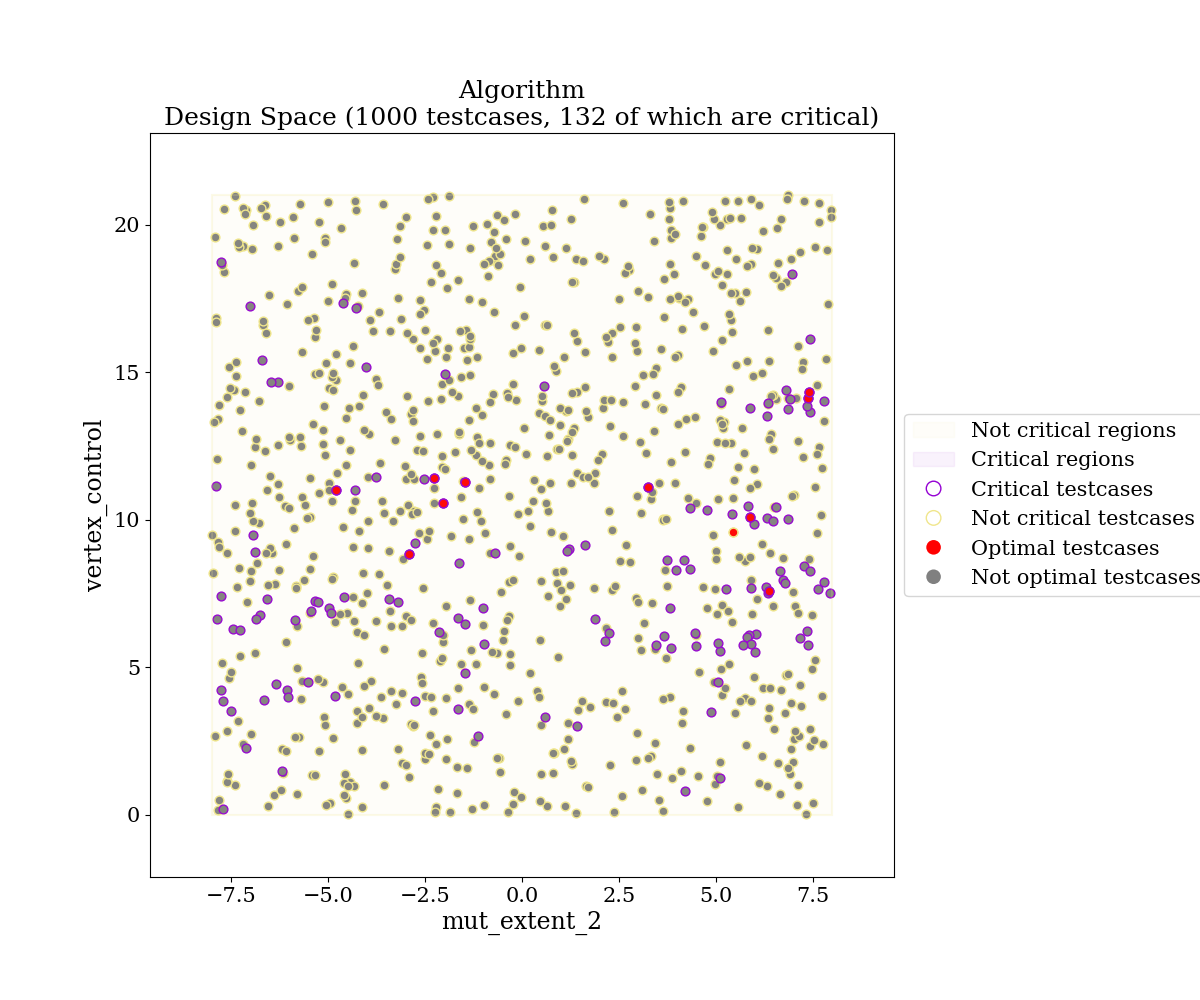 Algorithm
Design Space (1000 testcases, 132 of which are critical)
vertex_control
20
15
10
5
0
−7.5 −5.0 −2.5 0.0 2.5 5.0 7.5
mut_extent_2
Not critical regions
Critical regions
Critical testcases
Not critical testcases
Optimal testcases
Not optimal testcases